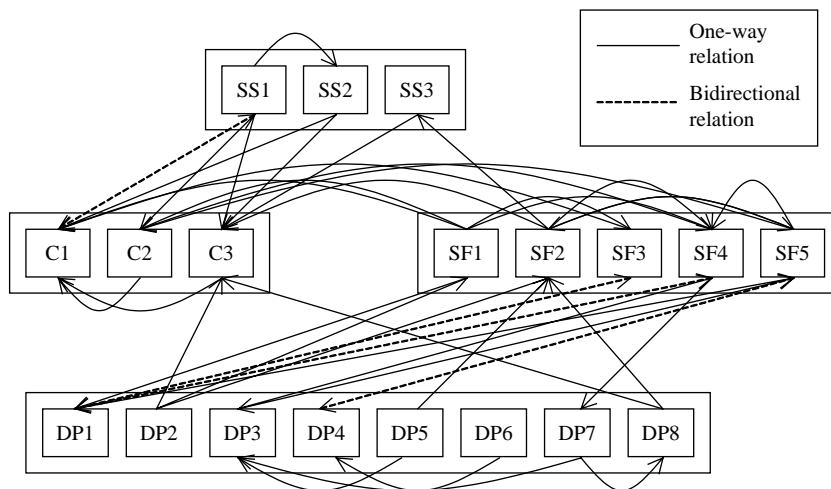 One-way
relation
Bidirectional
relation
SS1 SS2 SS3
C1 C2 C3
SF1 SF2 SF3 SF4 SF5
DP1 DP2 DP3 DP4 DP5 DP6 DP7 DP8